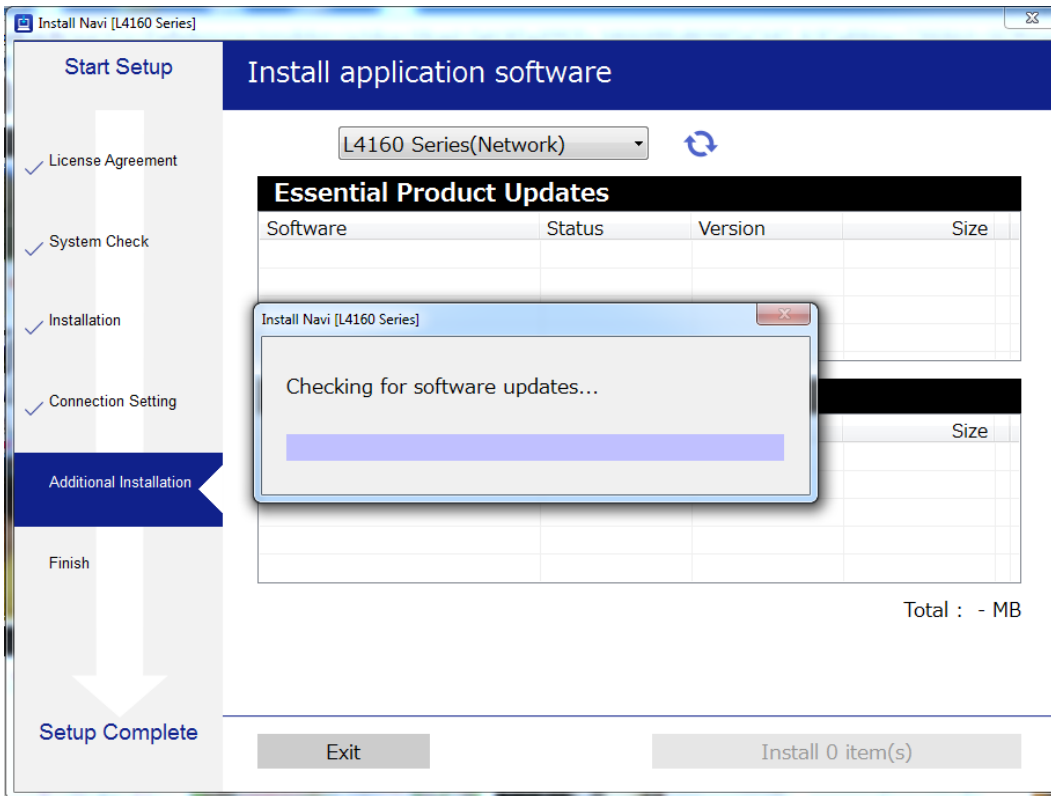 Install Navi [L4160 Series]
Start Setup
License Agreement
System Check
Installation
Connection Setting
Additional Installation
Finish
Setup Complete
Install application software
L4160 Series(Network)
Essential Product Updates
Software Status Version Size
Install Navi [L4160 Series]
Checking for software updates...
Size
Total : - MB
Exit
Install 0 item(s)